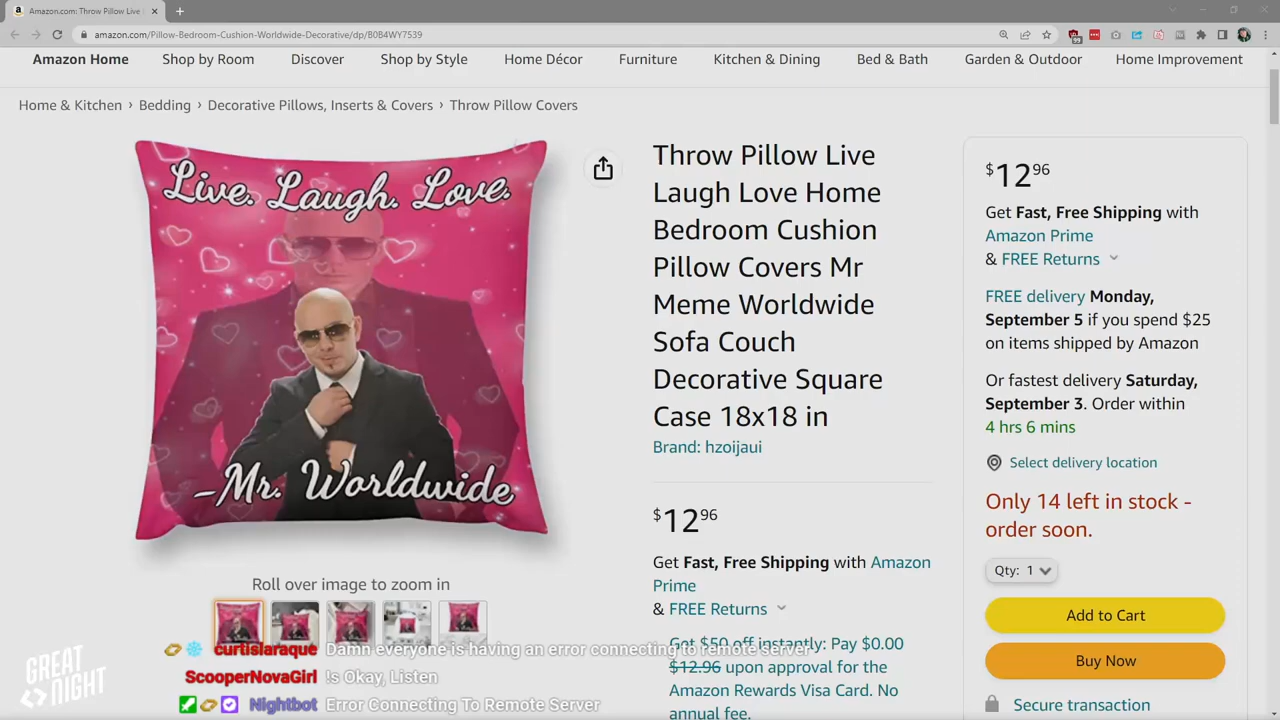 Amazon.com: Throw Pillow Live
amazon.com/Pillow-Bedroom-Cushion-Worldwide-Decorative/dp/B0B4WY7539
99
Amazon Home
Shop by Room
Discover
Shop by Style
Home Décor
Furniture
Kitchen & Dining
Bed & Bath
Garden & Outdoor
Home Improvement
Home & Kitchen › Bedding › Decorative Pillows, Inserts & Covers › Throw Pillow Covers
Live. Laugh. Love.
-Mr. Worldwide
Roll over image to zoom in
Throw Pillow Live
Laugh Love Home
Bedroom Cushion
Pillow Covers Mr
Meme Worldwide
Sofa Couch
Decorative Square
Case 18x18 in
Brand: hzoijaui
$12 96
Get Fast, Free Shipping with Amazon
Prime
& FREE Returns
Get $50 off instantly: Pay $0.00
$12.96 upon approval for the
Amazon Rewards Visa Card. No
annual fee.
$12 96
Get Fast, Free Shipping with
Amazon Prime
& FREE Returns
FREE delivery Monday,
September 5 if you spend $25
on items shipped by Amazon
Or fastest delivery Saturday,
September 3. Order within
4 hrs 6 mins
Select delivery location
Only 14 left in stock -
order soon.
Qty: 1
Add to Cart
Buy Now
Secure transaction
GREAT
NIGHT
curtislaraque Damn everyone is having an error connecting to remote server
ScooperNovaGirl !s Okay, Listen
Nightbot Error Connecting To Remote Server